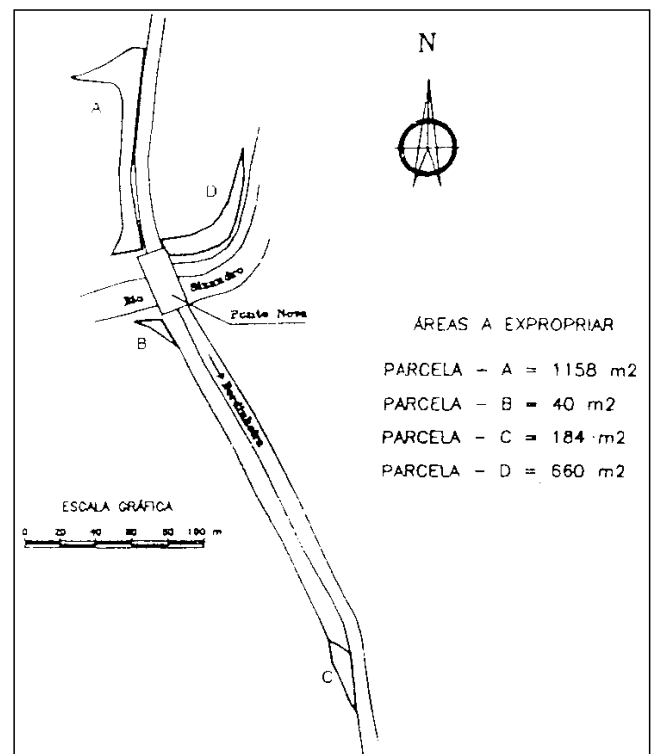 N
A
D
Rio Sizandro
Ponte Nova
B
ÁREAS A EXPROPRIAR
PARCELA - A = 1158 m2
PARCELA - B = 40 m2
PARCELA - C = 184 m2
PARCELA - D = 660 m2
ESCALA GRÁFICA
0 20 40 60 80 100 m
C